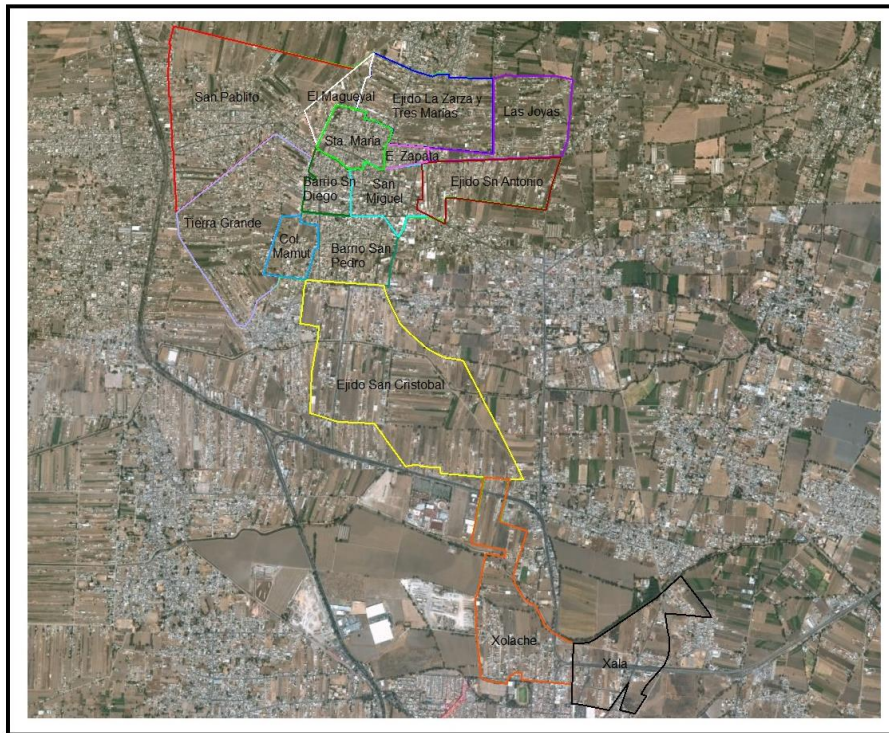 San Pablito
El Magueyal
Ejido La Zarza y
Tres Marias
Las Joyas
Sta. Maria
E. Zapata
Barrio Sn
Diego
San
Miguel
Ejido Sn Antonio
Tierra Grande
Col.
Mamut
Barrio San
Pedro
Ejido San Cristobal
Xolache
Xala